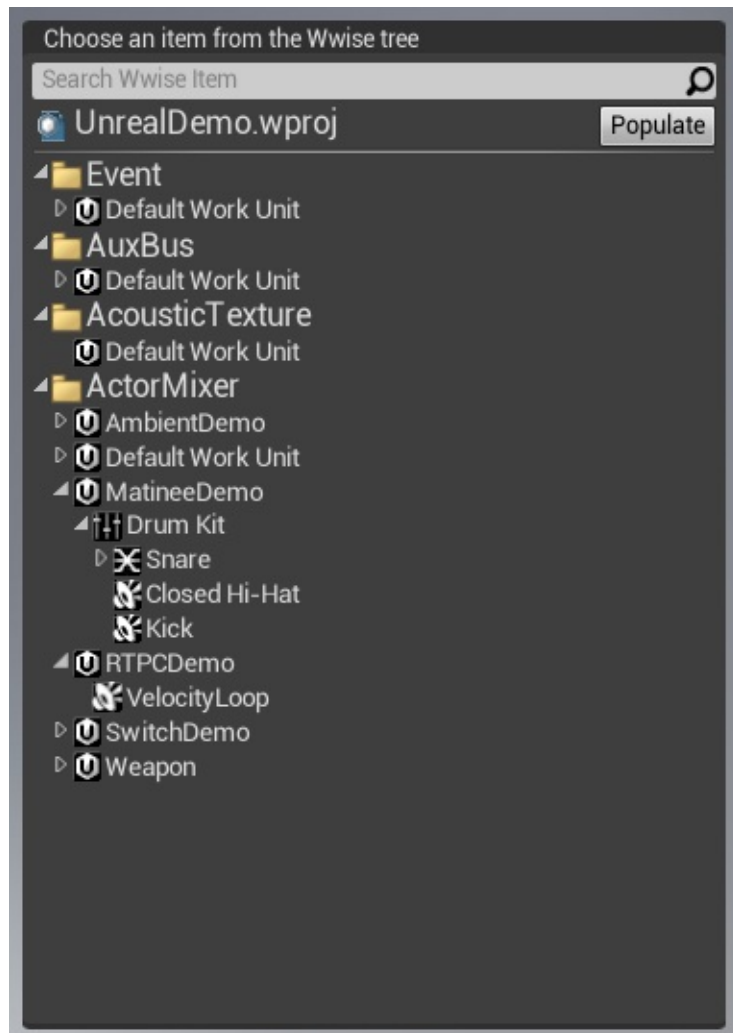 Choose an item from the Wwise tree
Search Wwise Item
UnrealDemo.wproj Populate
Event
Default Work Unit
AuxBus
Default Work Unit
AcousticTexture
Default Work Unit
ActorMixer
AmbientDemo
Default Work Unit
MatineeDemo
Drum Kit
Snare
Closed Hi-Hat
Kick
RTPCDemo
VelocityLoop
SwitchDemo
Weapon